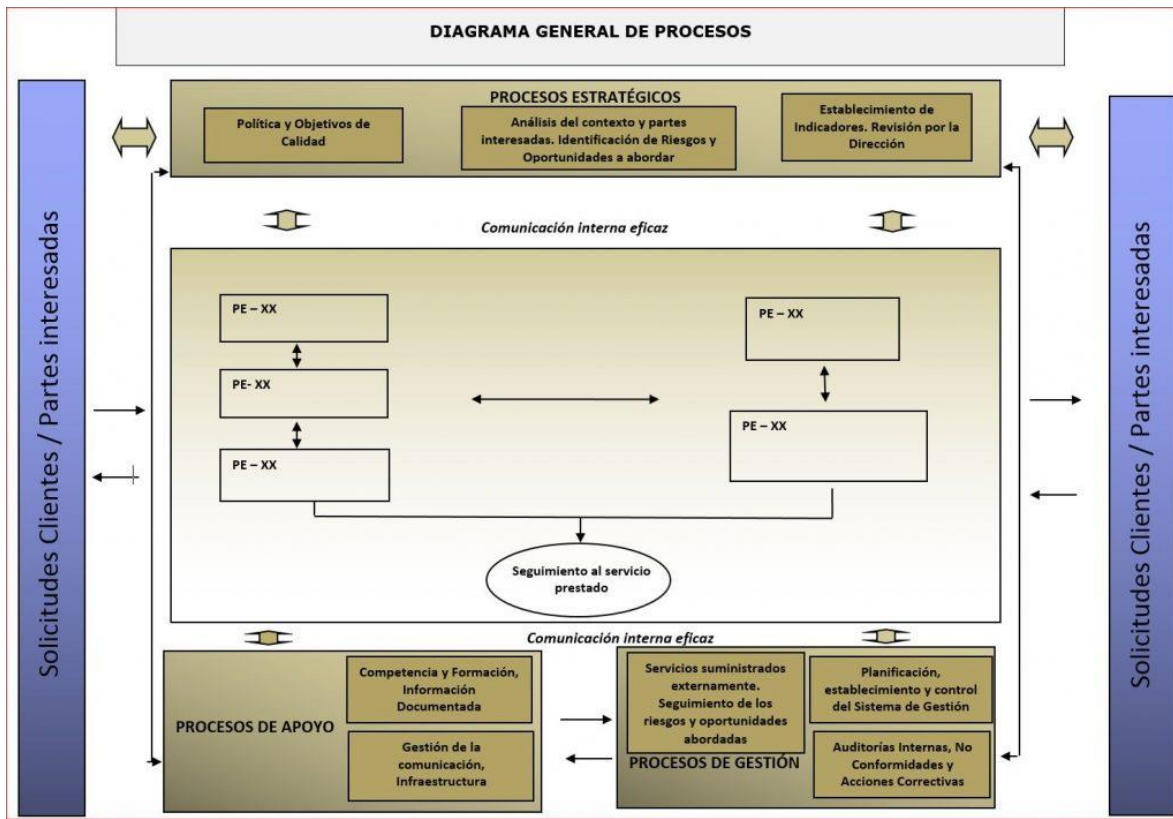 DIAGRAMA GENERAL DE PROCESOS
Solicitudes Clientes / Partes interesadas
PROCESOS ESTRATÉGICOS
Política y Objetivos de
Calidad
Análisis del contexto y partes
interesadas. Identificación de Riesgos y
Oportunidades a abordar
Establecimiento de
Indicadores. Revisión por la
Dirección
Comunicación interna eficaz
PE – XX
PE- XX
PE – XX
PE – XX
PE – XX
Seguimiento al servicio
prestado
Comunicación interna eficaz
PROCESOS DE APOYO
Competencia y Formación,
Información
Documentada
Gestión de la
comunicación,
Infraestructura
Servicios suministrados
externamente.
Seguimiento de los
riesgos y oportunidades
abordadas
PROCESOS DE GESTIÓN
Planificación,
establecimiento y control
del Sistema de Gestión
Auditorías Internas, No
Conformidades y
Acciones Correctivas
Solicitudes Clientes / Partes interesadas